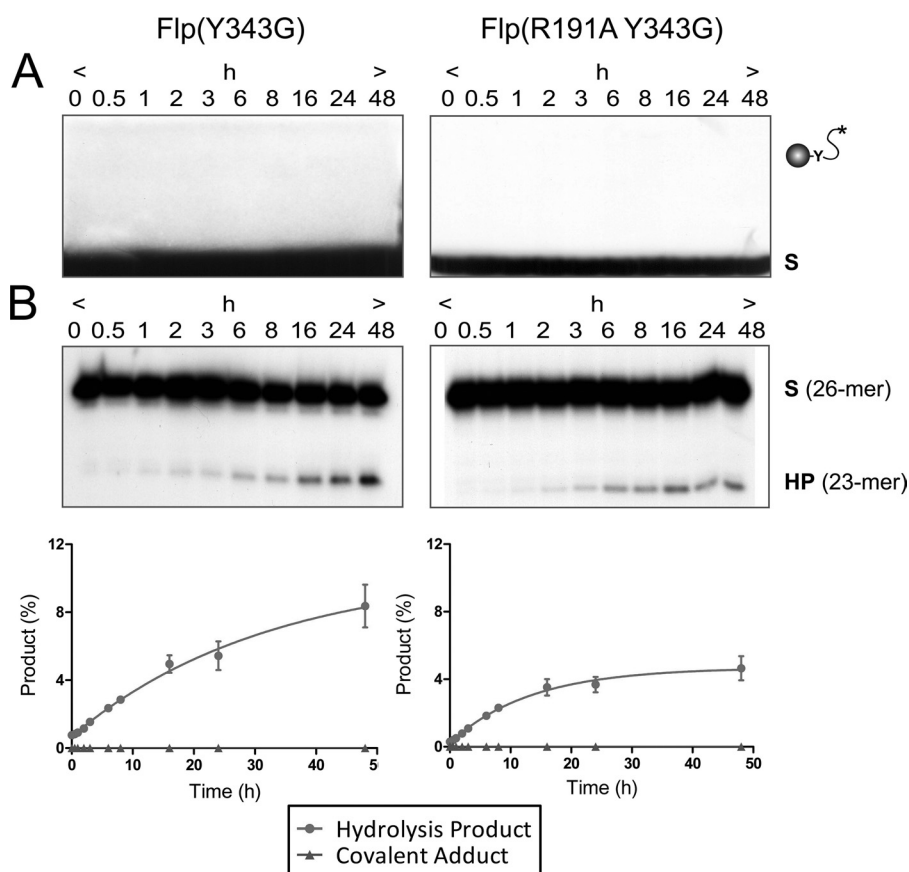 Flp(Y343G) Flp(R191A Y343G)
A
< h > < h >
0 0.5 1 2 3 6 8 16 24 48 0 0.5 1 2 3 6 8 16 24 48
Y *
S
B
< h > < h >
0 0.5 1 2 3 6 8 16 24 48 0 0.5 1 2 3 6 8 16 24 48
S (26-mer)
HP (23-mer)
12 12
8 8
4 4
0 0
Product (%) Product (%)
0 10 20 30 40 5 0 10 20 30 40 50
Time (h) Time (h)
Hydrolysis Product
Covalent Adduct